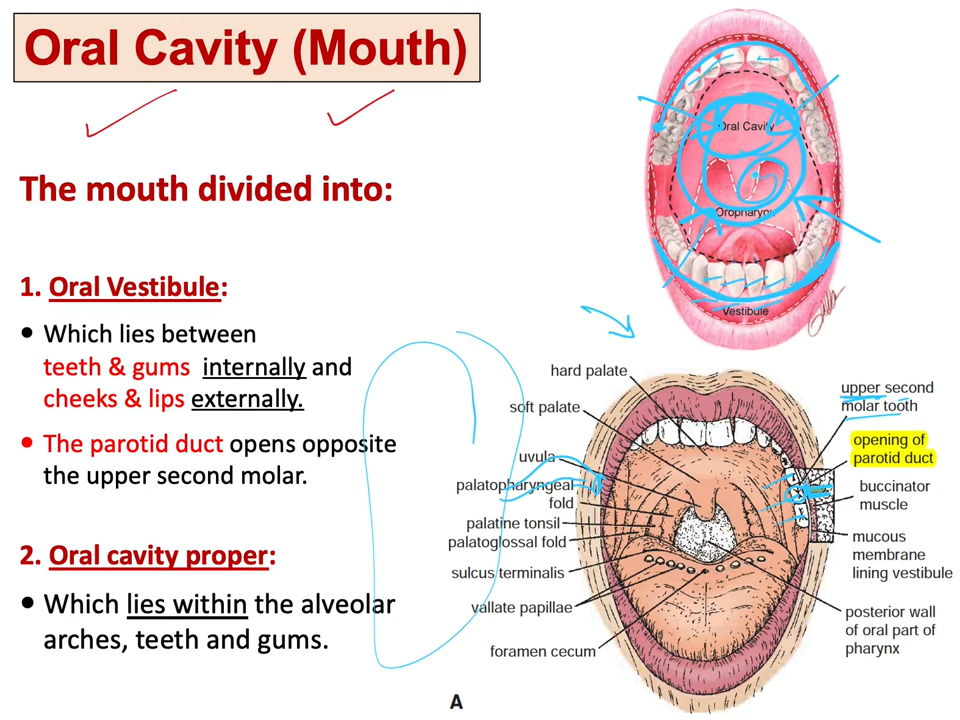 Oral Cavity (Mouth)
The mouth divided into:
1. Oral Vestibule:
• Which lies between
teeth & gums internally and
cheeks & lips externally.
• The parotid duct opens opposite
the upper second molar.
2. Oral cavity proper:
• Which lies within the alveolar
arches, teeth and gums.
Oral Cavity
Oropharynx
Vestibule
hard palate
soft palate
uvula
palatopharyngeal
fold
palatine tonsil
palatoglossal fold
sulcus terminalis
vallate papillae
foramen cecum
upper second
molar tooth
opening of
parotid duct
buccinator
muscle
mucous
membrane
lining vestibule
posterior wall
of oral part of
pharynx
A